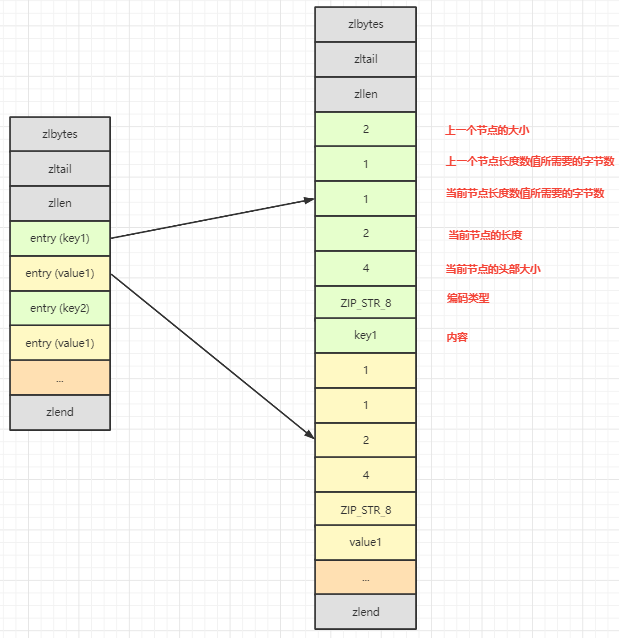 zlbytes
zltail
zllen
entry (key1)
entry (value1)
entry (key2)
entry (value1)
...
zlend
zlbytes
zltail
zllen
2 上一个节点的大小
1 上一个节点长度数值所需要的字节数
1 当前节点长度数值所需要的字节数
2 当前节点的长度
4 当前节点的头部大小
ZIP_STR_8 编码类型
key1 内容
1
1
2
4
ZIP_STR_8
value1
...
zlend